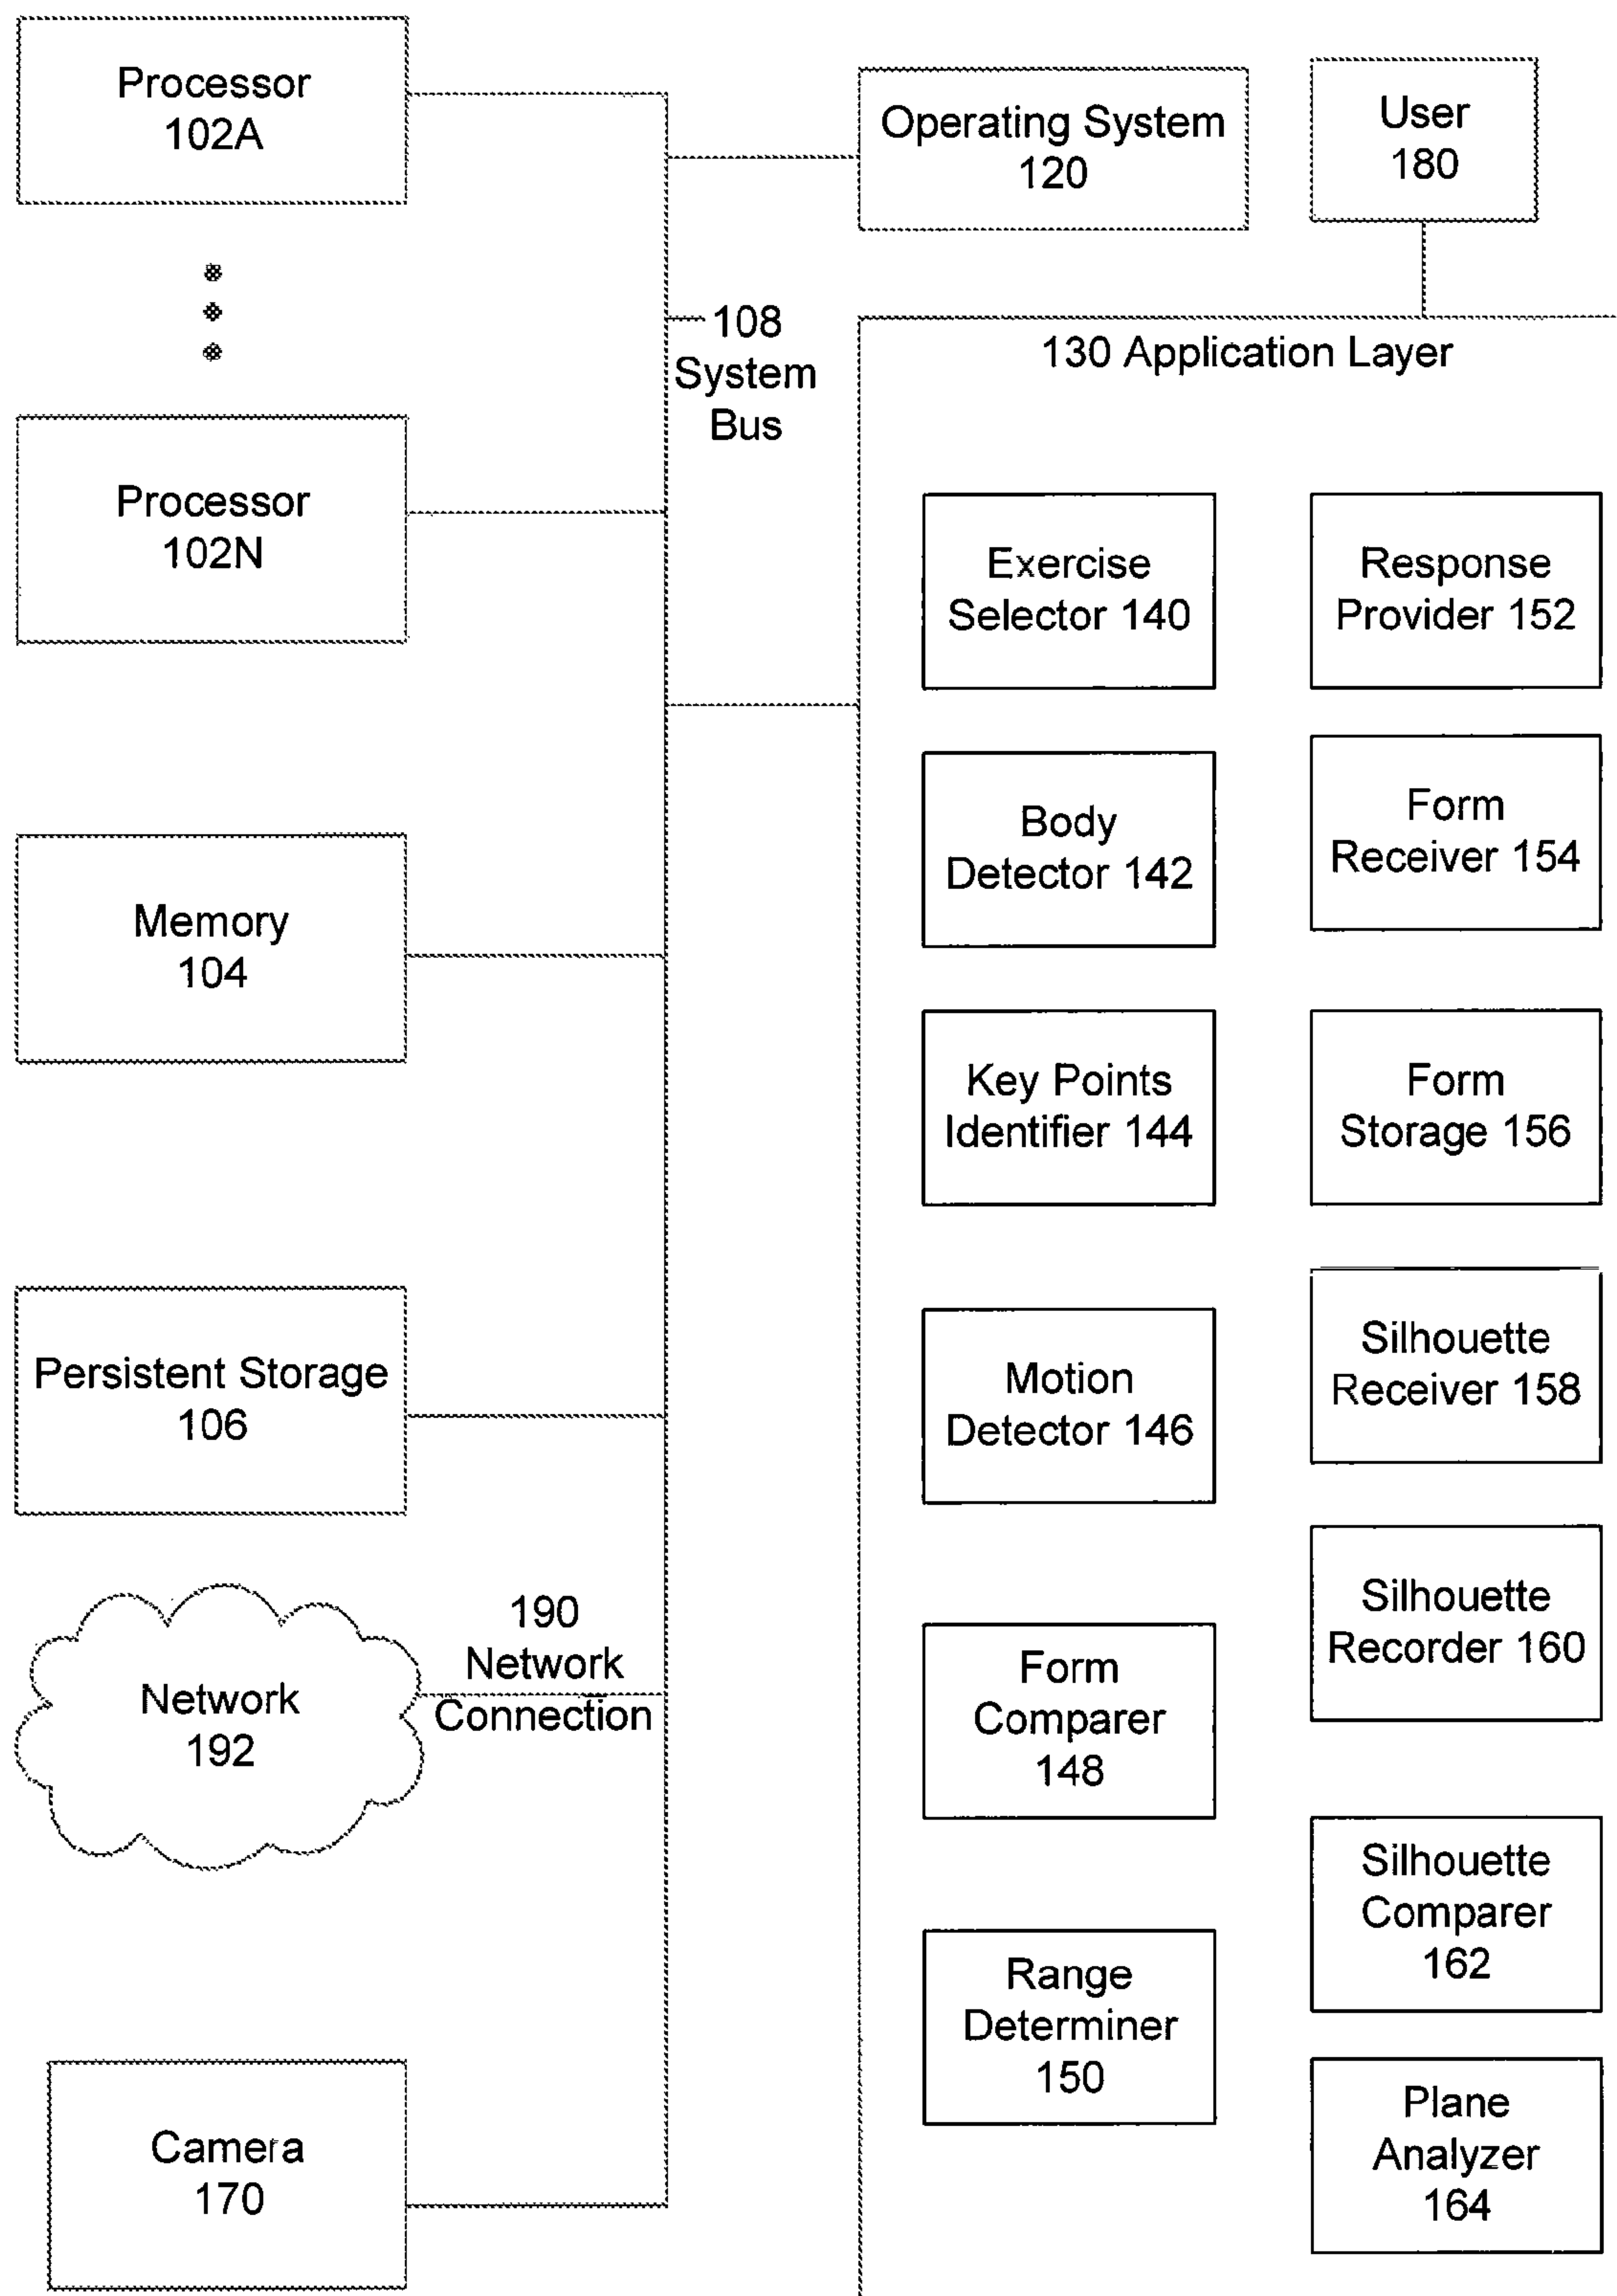 Processor
102A
Operating System
120
User
180
108
System
Bus
130 Application Layer
Processor
102N
Exercise
Selector 140
Response
Provider 152
Body
Detector 142
Form
Receiver 154
Memory
104
Key Points
Identifier 144
Form
Storage 156
Persistent Storage
106
Motion
Detector 146
Silhouette
Receiver 158
190
Network
Connection
Network
192
Form
Comparer
148
Silhouette
Recorder 160
Silhouette
Comparer
162
Range
Determiner
150
Camera
170
Plane
Analyzer
164